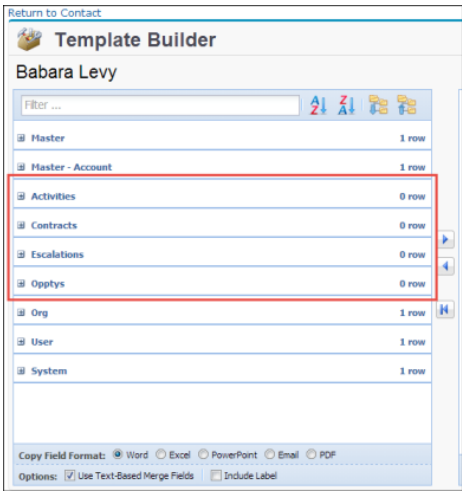 Return to Contact
Template Builder
Babara Levy
Filter ...
Master 1 row
Master - Account 1 row
Activities 0 row
Contracts 0 row
Escalations 0 row
Opptys 0 row
Org 1 row
User 1 row
System 1 row
Copy Field Format: Word Excel PowerPoint Email PDF
Options: Use Text-Based Merge Fields Include Label